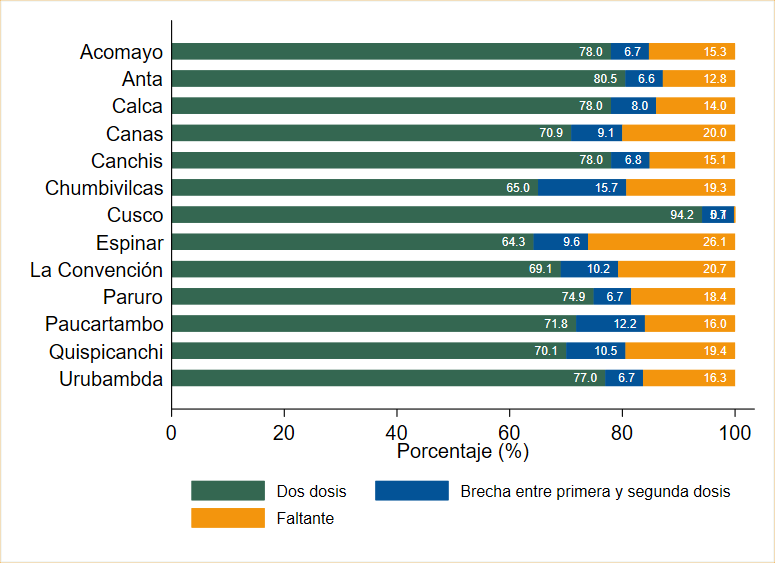 Acomayo 78.0 6.7 15.3
Anta 80.5 6.6 12.8
Calca 78.0 8.0 14.0
Canas 70.9 9.1 20.0
Canchis 78.0 6.8 15.1
Chumbivilcas 65.0 15.7 19.3
Cusco 94.2
Espinar 64.3 9.6 26.1
La Convención 69.1 10.2 20.7
Paruro 74.9 6.7 18.4
Paucartambo 71.8 12.2 16.0
Quispicanchi 70.1 10.5 19.4
Urubambda 77.0 6.7 16.3
0 20 40 60 80 100
Porcentaje (%)
Dos dosis Brecha entre primera y segunda dosis
Faltante